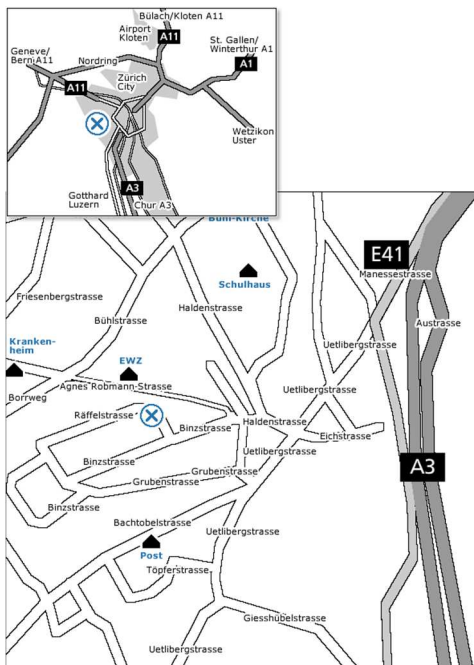 Bülach/Kloten A11
Airport
Kloten
A11
St. Gallen/
Winterthur A1
Geneve/
Bern A11
Nordring
A1
Zürich
City
A11
Wetzikon
Uster
A3
Gotthard
Luzern
Chur A3
Bühl-Kirche
E41
Manessestrasse
Schulhaus
Friesenbergstrasse
Haldenstrasse
Bühlstrasse
Austrasse
Uetlibergstrasse
Kranken-
heim
EWZ
Agnes Robmann-Strasse
Uetlibergstrasse
Borrweg
Räffelstrasse
Haldenstrasse
Binzstrasse
Eichstrasse
Uetlibergstrasse
Binzstrasse
A3
Grubenstrasse
Grubenstrasse
Binzstrasse
Bachtobelstrasse
Uetlibergstrasse
Post
Töpferstrasse
Giesshübelstrasse
Uetlibergstrasse